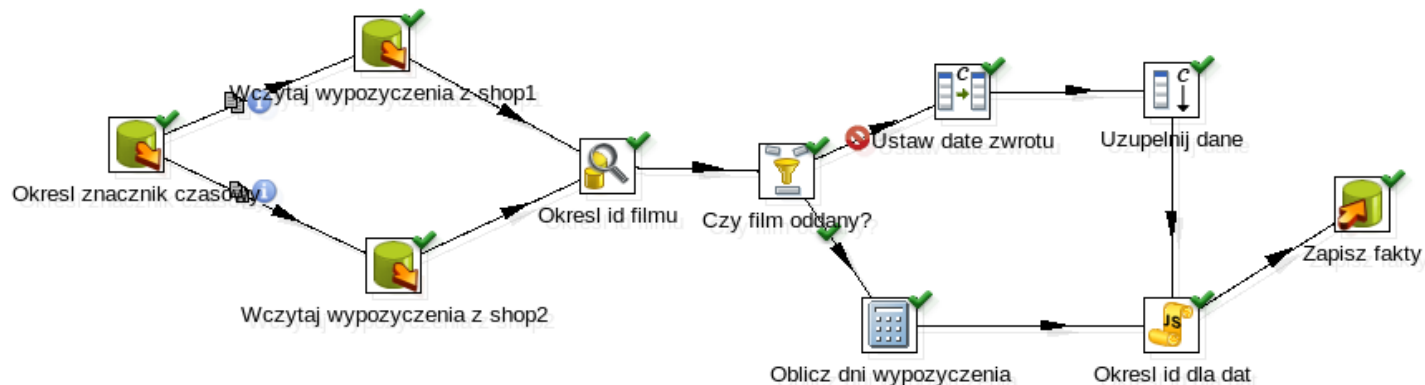 Wczytaj wypozyczenia z shop1
Okresl znacznik czasowy
Wczytaj wypozyczenia z shop2
Okresl id filmu
Czy film oddany?
C
Ustaw date zwrotu
C
Uzupelnij dane
Oblicz dni wypozyczenia
JS
Okresl id dla dat
Zapisz fakty